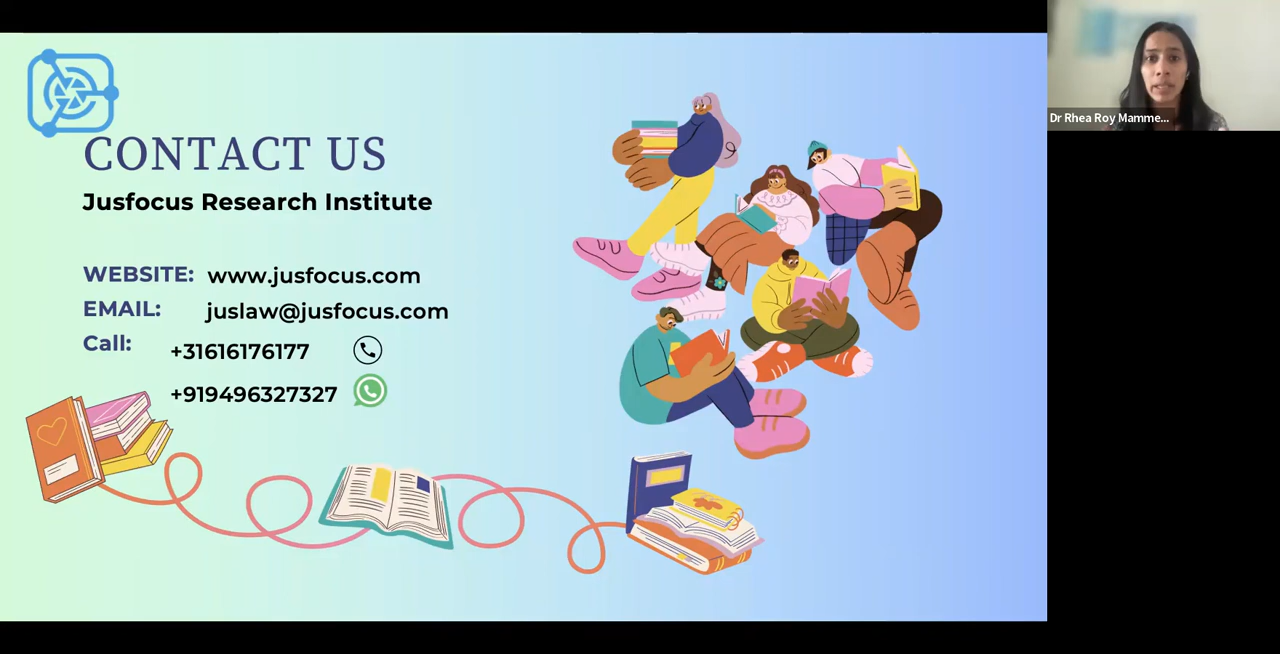 CONTACT US
Jusfocus Research Institute
WEBSITE: www.jusfocus.com
EMAIL: juslaw@jusfocus.com
Call: +31616176177
+919496327327
Dr Rhea Roy Mamme...